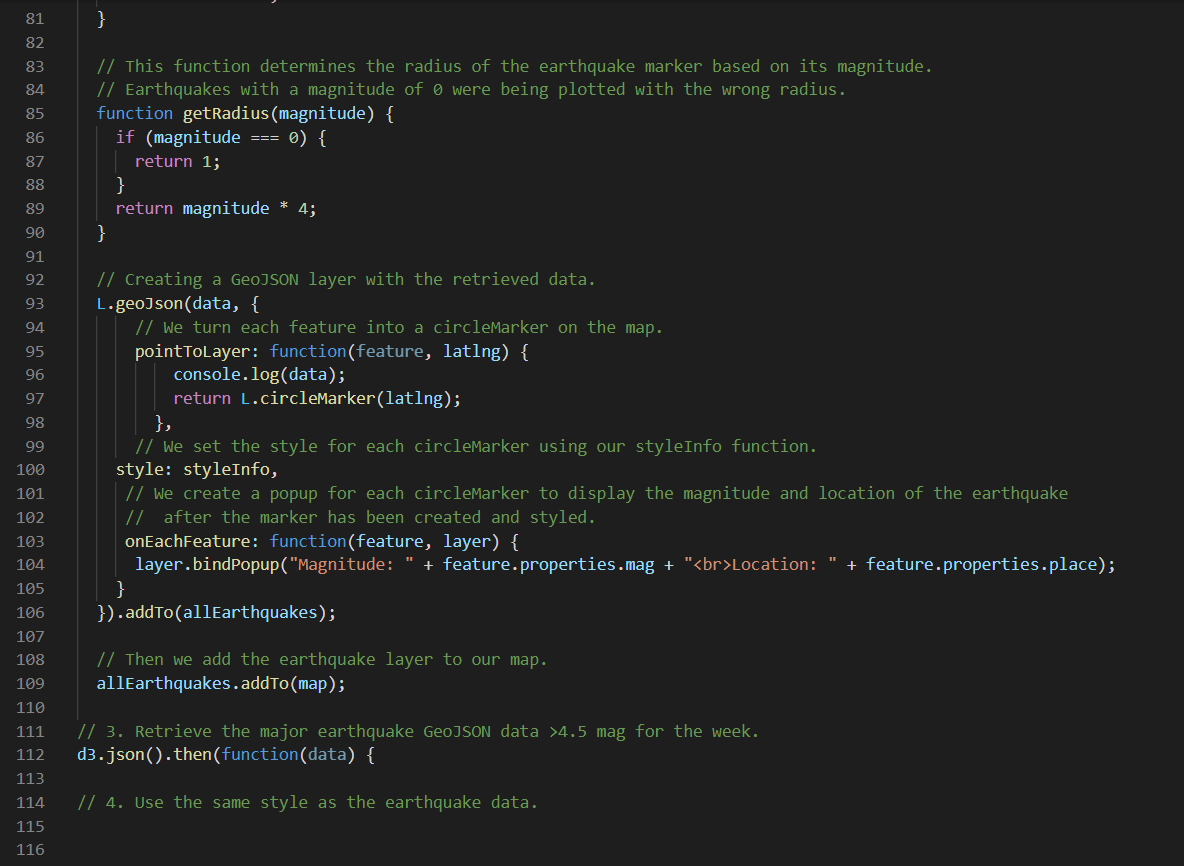 81 }
82
83 // This function determines the radius of the earthquake marker based on its magnitude.
84 // Earthquakes with a magnitude of 0 were being plotted with the wrong radius.
85 function getRadius(magnitude) {
86 if (magnitude === 0) {
87 return 1;
88 }
89 return magnitude * 4;
90 }
91
92 // Creating a GeoJSON layer with the retrieved data.
93 L.geoJson(data, {
94 // We turn each feature into a circleMarker on the map.
95 pointToLayer: function(feature, latlng) {
96 console.log(data);
97 return L.circleMarker(latlng);
98 },
99 // We set the style for each circleMarker using our styleInfo function.
100 style: styleInfo,
101 // We create a popup for each circleMarker to display the magnitude and location of the earthquake
102 //  after the marker has been created and styled.
103 onEachFeature: function(feature, layer) {
104 layer.bindPopup("Magnitude: " + feature.properties.mag + "<br>Location: " + feature.properties.place);
105 }
106 }).addTo(allEarthquakes);
107
108 // Then we add the earthquake layer to our map.
109 allEarthquakes.addTo(map);
110
111 // 3. Retrieve the major earthquake GeoJSON data >4.5 mag for the week.
112 d3.json().then(function(data) {
113
114 // 4. Use the same style as the earthquake data.
115
116